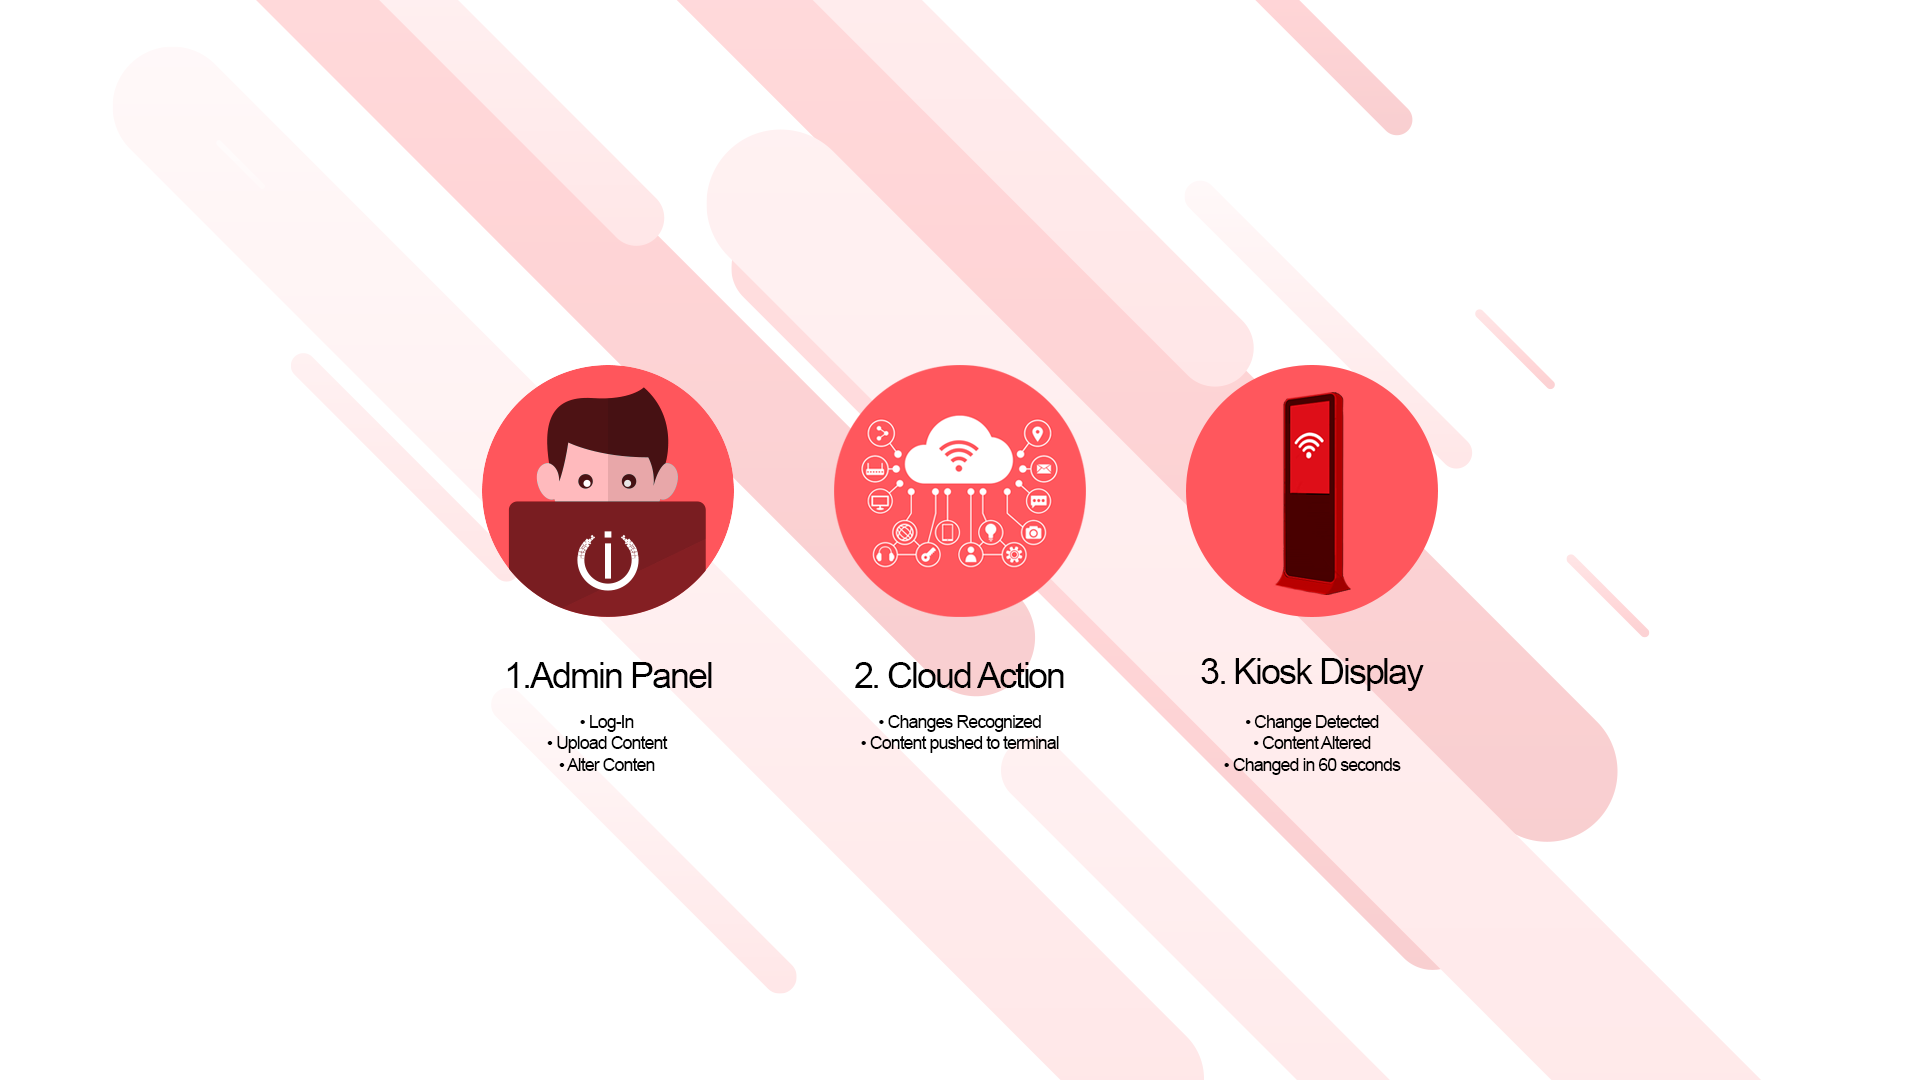 1.Admin Panel
• Log-In
• Upload Content
• Alter Conten
2. Cloud Action
• Changes Recognized
• Content pushed to terminal
3. Kiosk Display
• Change Detected
• Content Altered
• Changed in 60 seconds